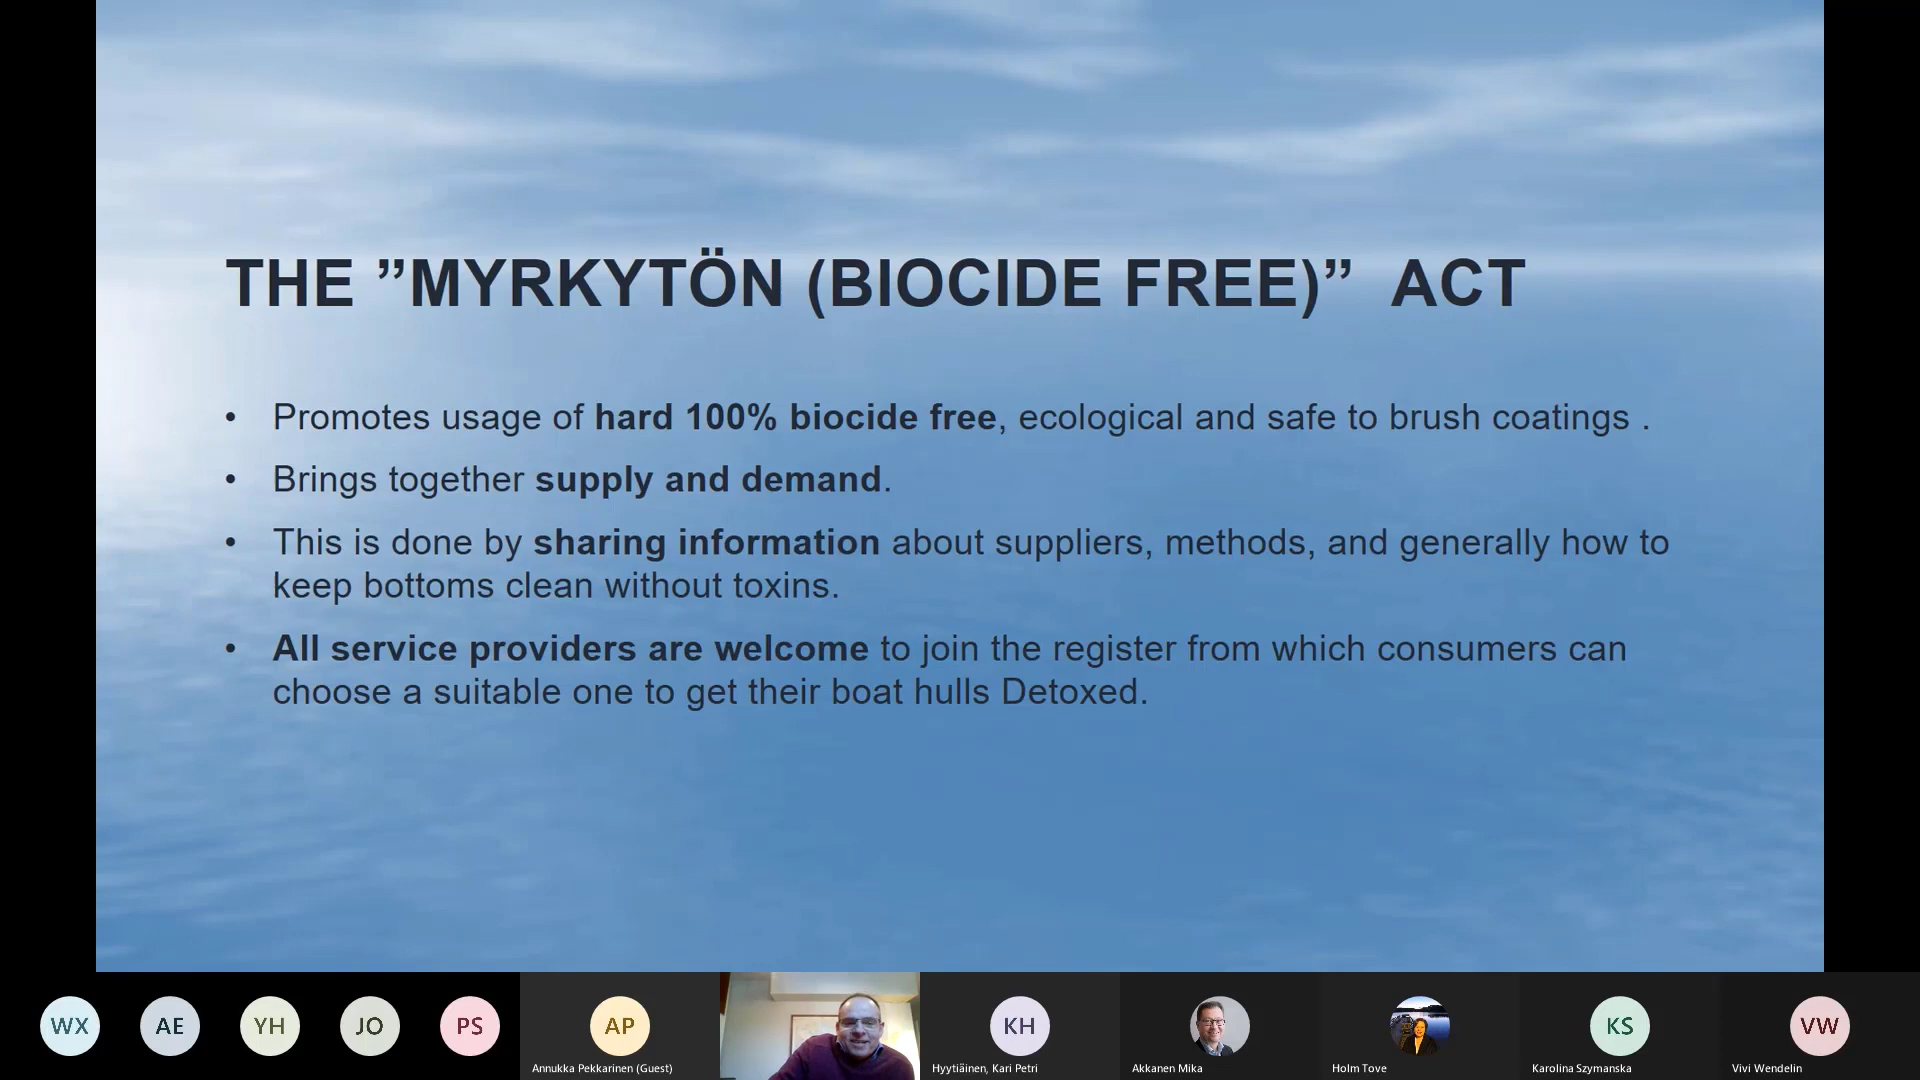 THE ”MYRKYTÖN (BIOCIDE FREE)” ACT
• Promotes usage of hard 100% biocide free, ecological and safe to brush coatings .
• Brings together supply and demand.
• This is done by sharing information about suppliers, methods, and generally how to
keep bottoms clean without toxins.
• All service providers are welcome to join the register from which consumers can
choose a suitable one to get their boat hulls Detoxed.
WX AE YH JO PS AP KH KS VW
Annukka Pekkarinen (Guest) Hyytiäinen, Kari Petri Akkanen Mika Holm Tove Karolina Szymanska Vivi Wendelin